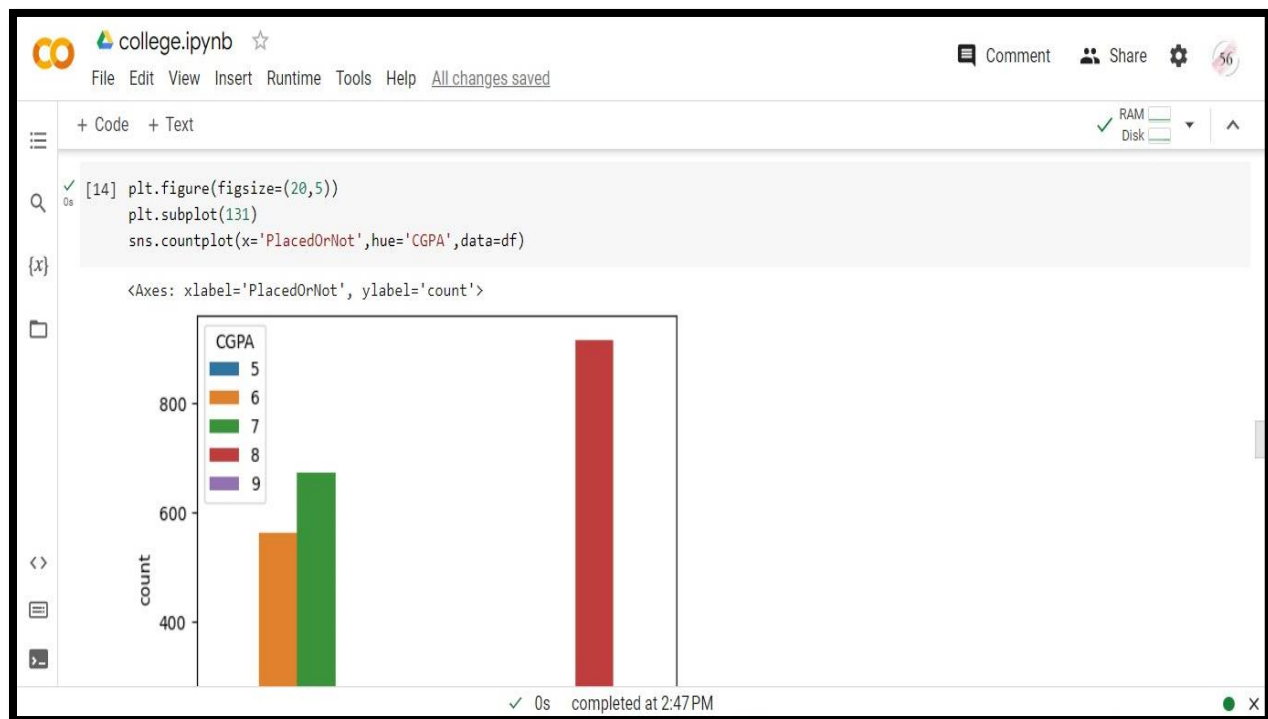 college.ipynb
Comment
Share
56
File Edit View Insert Runtime Tools Help All changes saved
+ Code + Text
RAM
Disk
[14] plt.figure(figsize=(20,5))
0s
plt.subplot(131)
sns.countplot(x='PlacedOrNot',hue='CGPA',data=df)
{x}
<Axes: xlabel='PlacedOrNot', ylabel='count'>
CGPA
5
6
7
8
9
800
600
400
count
0s completed at 2:47 PM